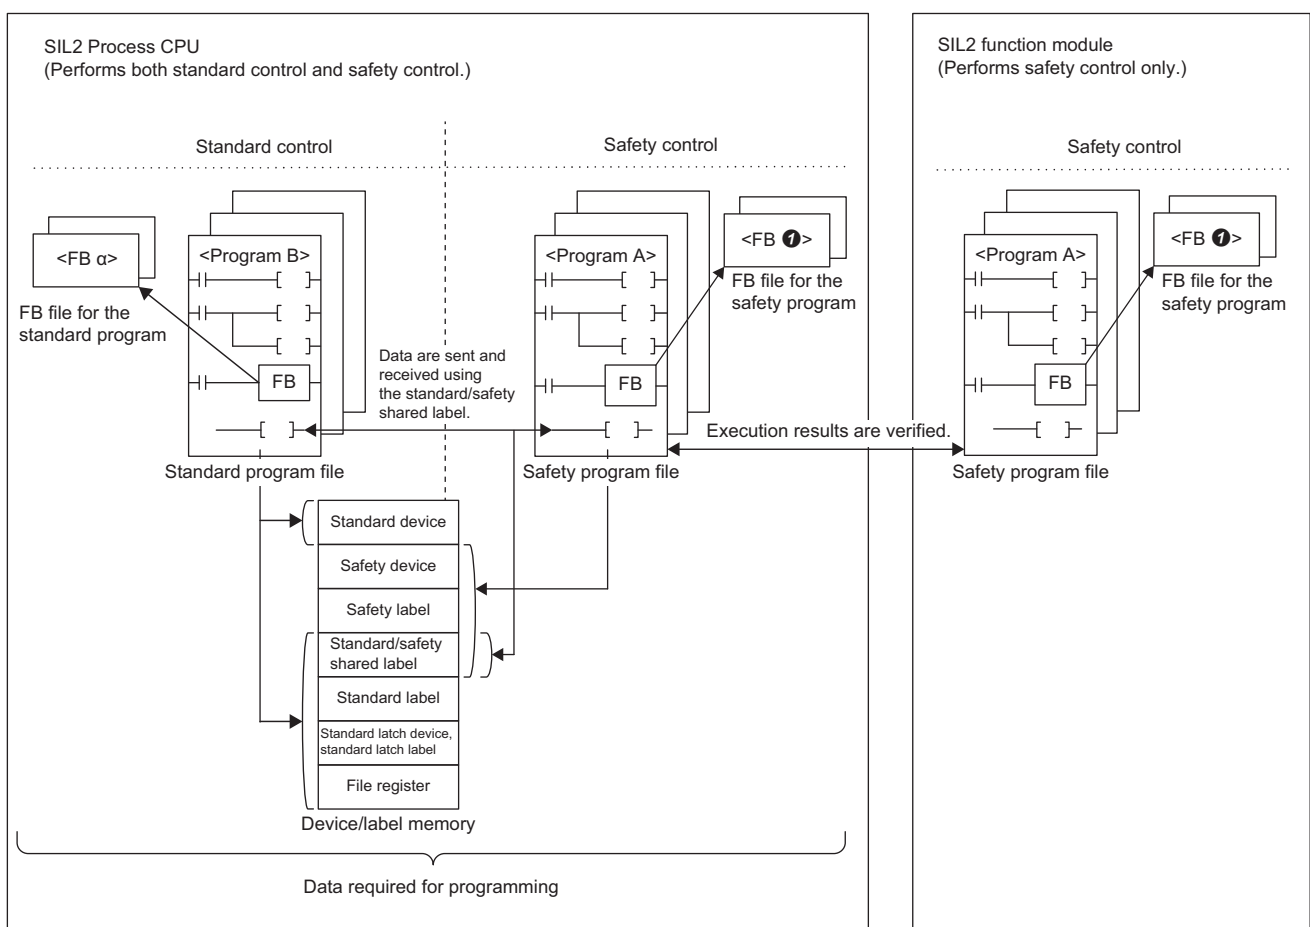 SIL2 Process CPU
(Performs both standard control and safety control.)
Standard control
Safety control
<FB α>
FB file for the
standard program
<Program B>
FB
Standard program file
Data are sent and
received using
the standard/safety
shared label.
<Program A>
FB
Safety program file
<FB ❶>
FB file for the
safety program
Execution results are verified.
Standard device
Safety device
Safety label
Standard/safety
shared label
Standard label
Standard latch device,
standard latch label
File register
Device/label memory
Data required for programming
SIL2 function module
(Performs safety control only.)
Safety control
<Program A>
FB
Safety program file
<FB ❶>
FB file for the
safety program